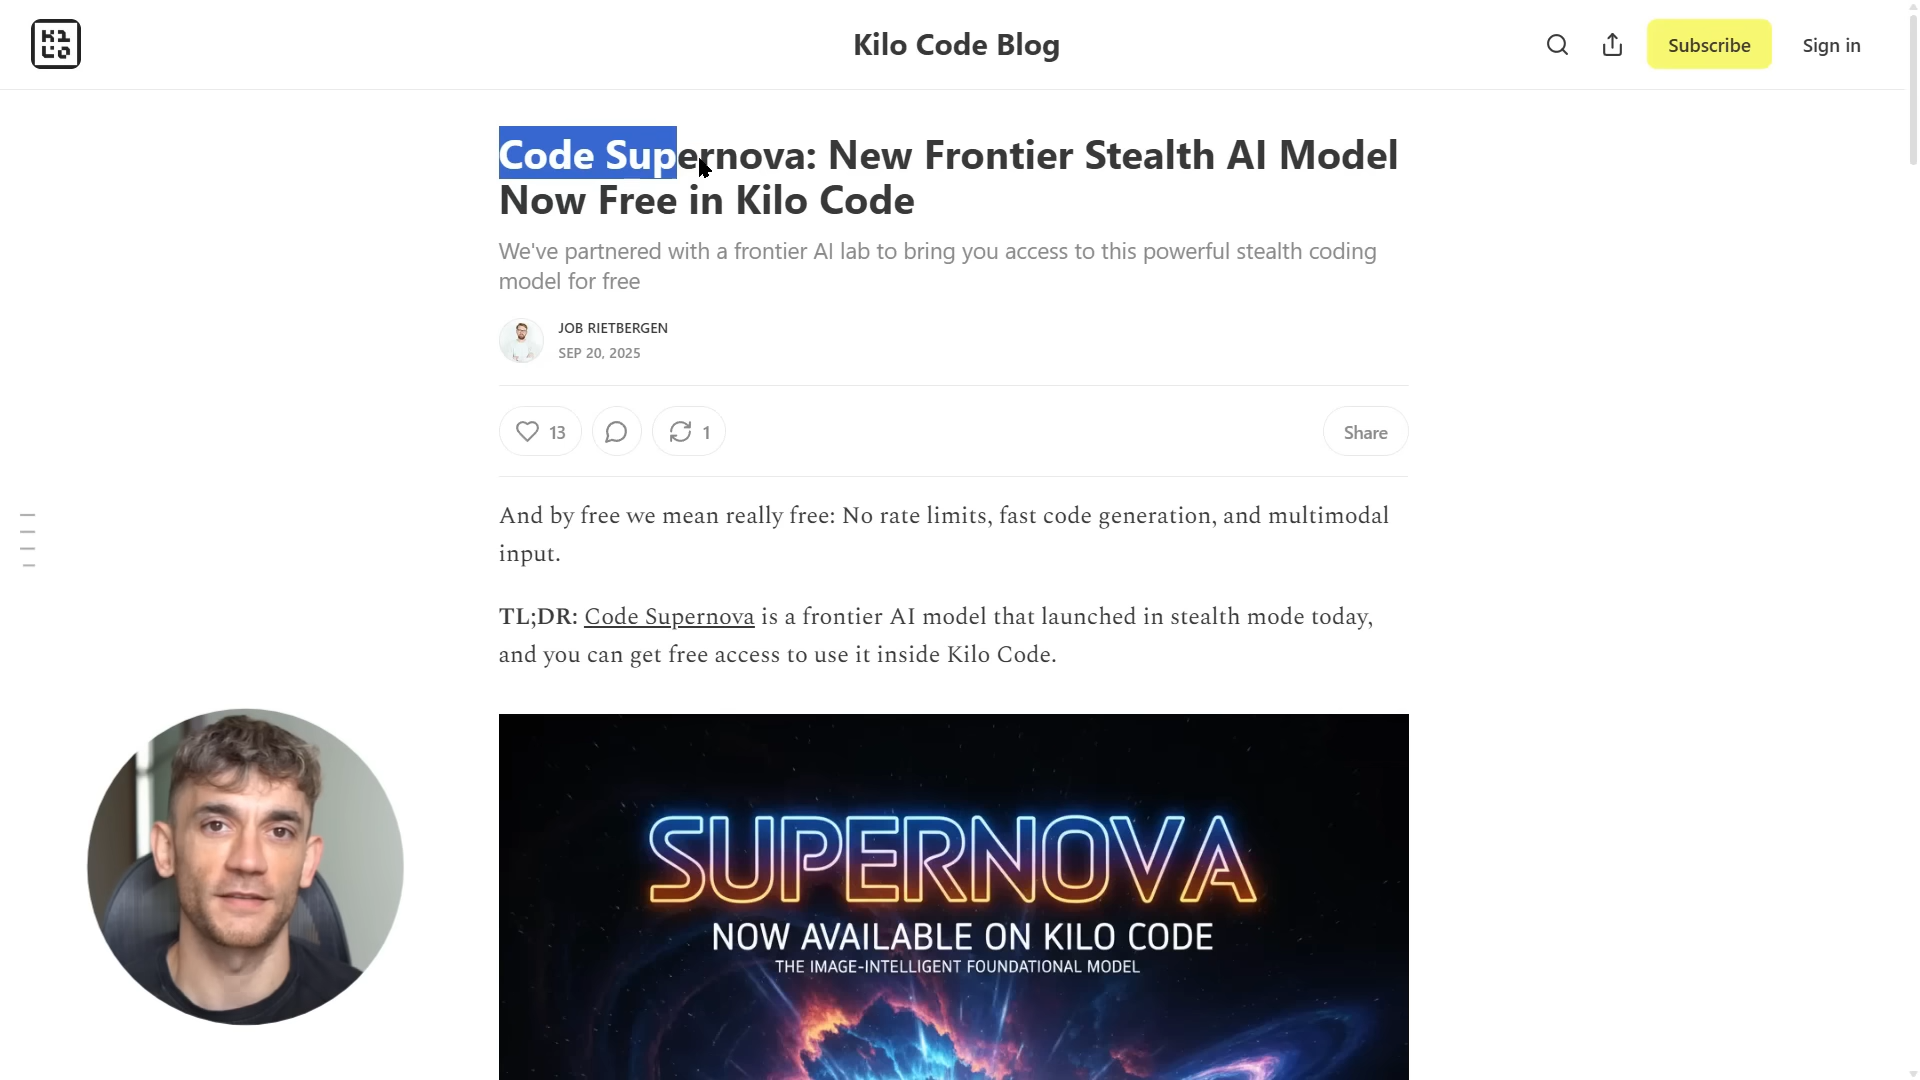 KILO
Kilo Code Blog
Subscribe
Sign in
Code Supernova: New Frontier Stealth AI Model
Now Free in Kilo Code
We've partnered with a frontier AI lab to bring you access to this powerful stealth coding
model for free
JOB RIETBERGEN
SEP 20, 2025
13
1
Share
And by free we mean really free: No rate limits, fast code generation, and multimodal
input.
TL;DR: Code Supernova is a frontier AI model that launched in stealth mode today,
and you can get free access to use it inside Kilo Code.
SUPERNOVA
NOW AVAILABLE ON KILO CODE
THE IMAGE-INTELLIGENT FOUNDATIONAL MODEL